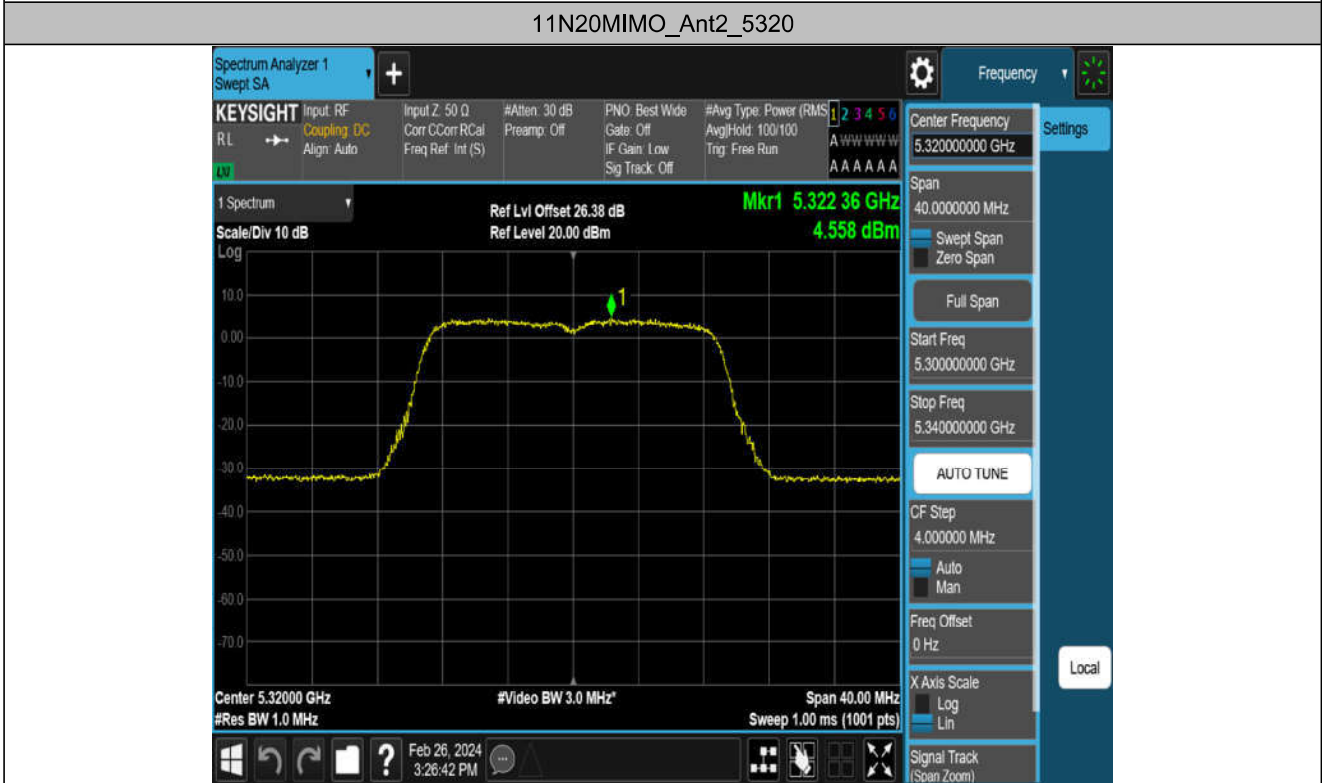 11N20MIMO_Ant2_5320
Spectrum Analyzer 1
Swept SA
+
Frequency
KEYSIGHT
RL
Input: RF
Coupling: DC
Align: Auto
Input Z: 50 Ω
Corr CCorr RCal
Freq Ref: Int (S)
#Atten: 30 dB
Preamp: Off
PNO: Best Wide
Gate: Off
IF Gain: Low
Sig Track: Off
#Avg Type: Power (RMS
Avg|Hold: 100/100
Trig: Free Run
1 2 3 4 5 6
A W W W W W
A A A A A A
1 Spectrum
Scale/Div 10 dB
Log
Ref Lvl Offset 26.38 dB
Ref Level 20.00 dBm
Mkr1 5.322 36 GHz
4.558 dBm
1
10.0
0.00
-10.0
-20.0
-30.0
-40.0
-50.0
-60.0
-70.0
Center 5.32000 GHz
#Res BW 1.0 MHz
#Video BW 3.0 MHz*
Span 40.00 MHz
Sweep 1.00 ms (1001 pts)
?
Feb 26, 2024
3:26:42 PM
Center Frequency
5.320000000 GHz
Settings
Span
40.0000000 MHz
Swept Span
Zero Span
Full Span
Start Freq
5.300000000 GHz
Stop Freq
5.340000000 GHz
AUTO TUNE
CF Step
4.000000 MHz
Auto
Man
Freq Offset
0 Hz
X Axis Scale
Log
Lin
Local
Signal Track
(Span Zoom)